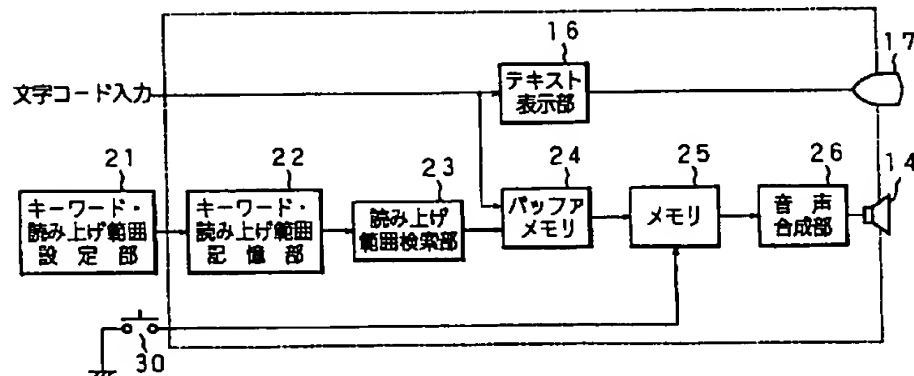 16
17
文字コード入力
テキスト
表示部
21
22
23
24
25
26
14
キーワード・
読み上げ範囲
設定部
キーワード・
読み上げ範囲
記憶部
読み上げ
範囲検索部
バッファ
メモリ
メモリ
音声
合成部
30